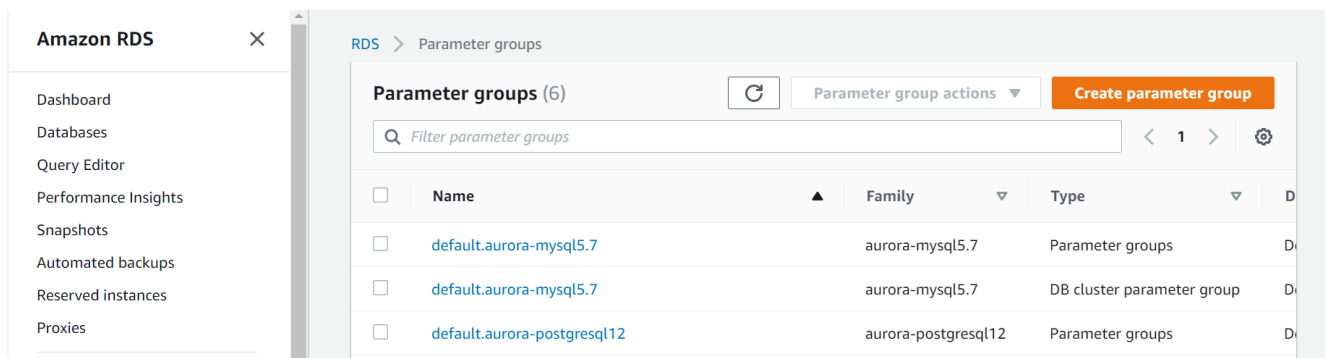 Amazon RDS
Dashboard
Databases
Query Editor
Performance Insights
Snapshots
Automated backups
Reserved instances
Proxies
RDS > Parameter groups
Parameter groups (6)
Parameter group actions
Create parameter group
Filter parameter groups
1
Name Family Type
default.aurora-mysql5.7 aurora-mysql5.7 Parameter groups
default.aurora-mysql5.7 aurora-mysql5.7 DB cluster parameter group
default.aurora-postgresql12 aurora-postgresql12 Parameter groups